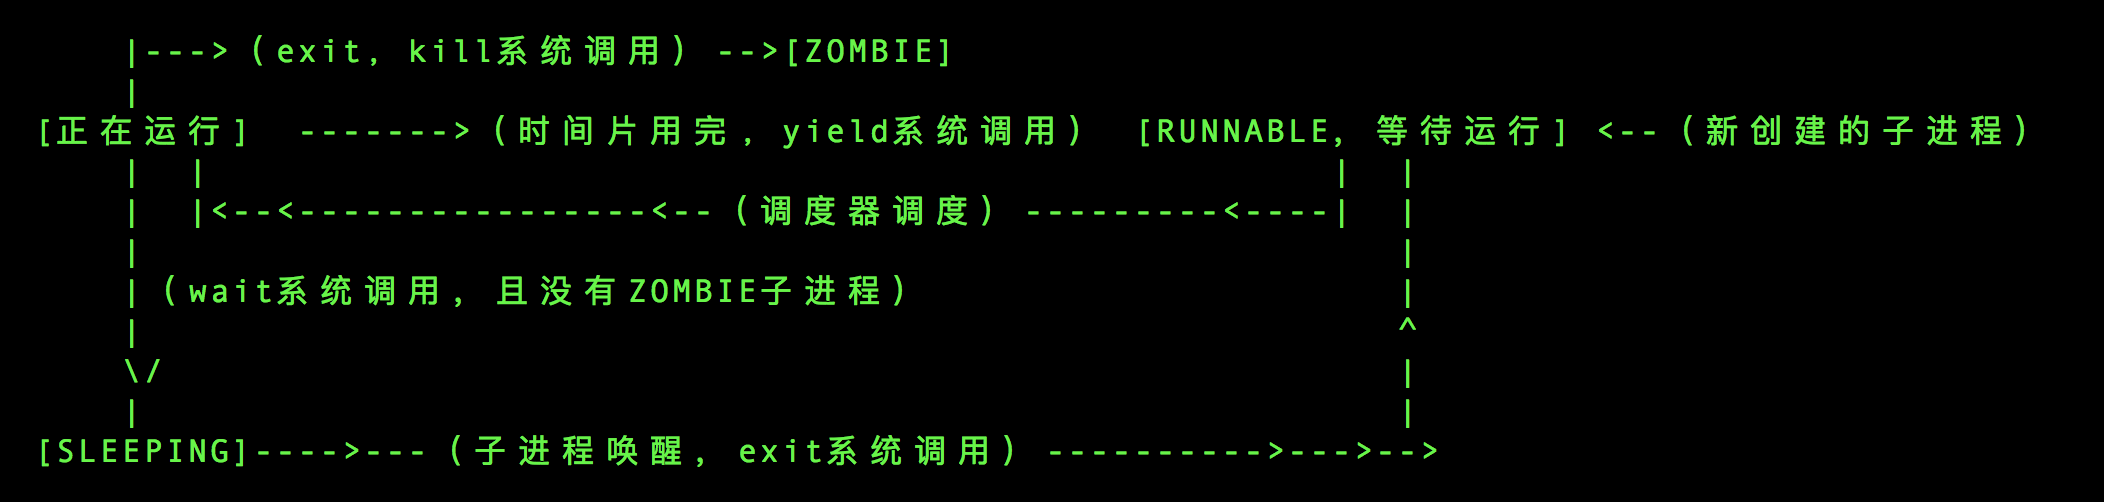 |--->(exit, kill系统调用) -->[ZOMBIE]
|
[正在运行] ------->(时间片用完, yield系统调用) [RUNNABLE, 等待运行] <--(新创建的子进程)
| | | |
| |<--<----------------<--(调度器调度)---------<----| |
| |
| (wait系统调用, 且没有ZOMBIE子进程) |
| ^
\/ |
| |
[SLEEPING]---->---(子进程唤醒, exit系统调用)---------->--->-->